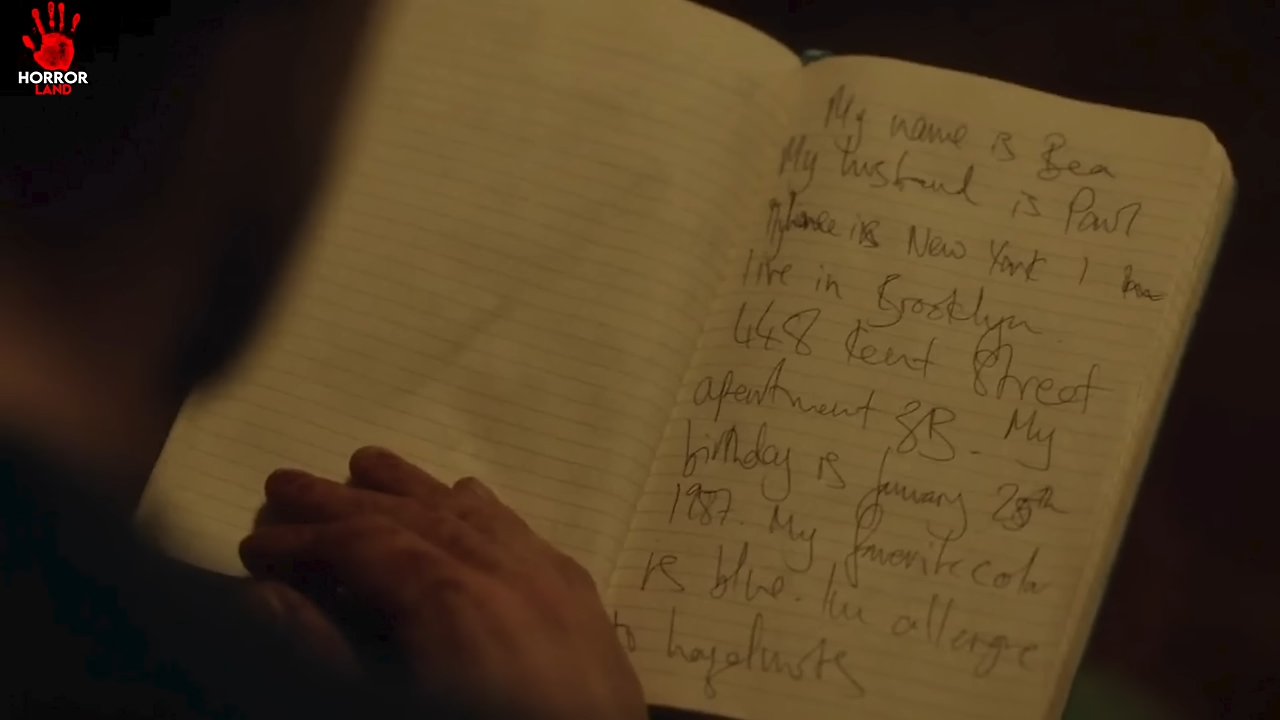 HORROR
LAND
My name is Bea
My husband is Paul
is New York I
live in Brooklyn
448 Kent Street
apartment 8B. My
birthday is January
1987. My favorite color
is blue. Im allergic
to hazelnuts